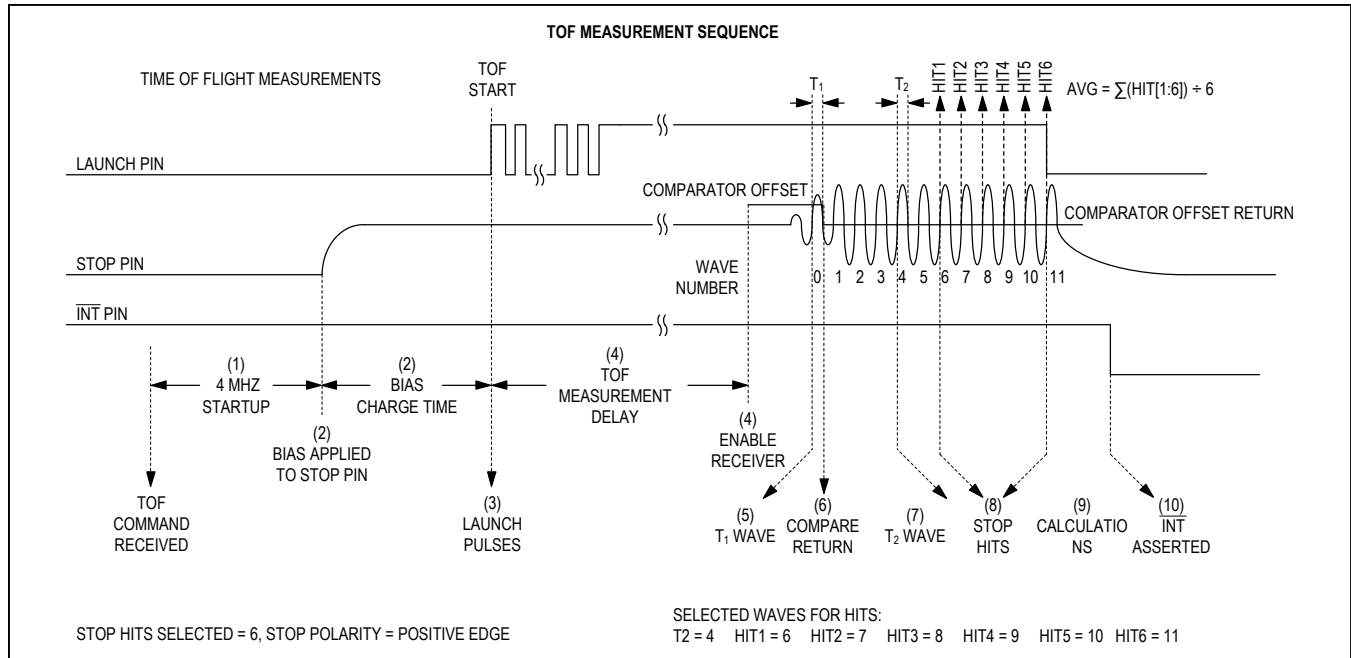 TOF MEASUREMENT SEQUENCE
TIME OF FLIGHT MEASUREMENTS
TOF
START
T1
T2
HIT1
HIT2
HIT3
HIT4
HIT5
HIT6
AVG = ∑(HIT[1:6]) ÷ 6
LAUNCH PIN
COMPARATOR OFFSET
COMPARATOR OFFSET RETURN
STOP PIN
WAVE
NUMBER
0 1 2 3 4 5 6 7 8 9 10 11
INT PIN
(1)
4 MHZ
STARTUP
(2)
BIAS
CHARGE TIME
(4)
TOF
MEASUREMENT
DELAY
(2)
BIAS APPLIED
TO STOP PIN
(4)
ENABLE
RECEIVER
TOF
COMMAND
RECEIVED
(3)
LAUNCH
PULSES
(5)
T1 WAVE
(6)
COMPARE
RETURN
(7)
T2 WAVE
(8)
STOP
HITS
(9)
CALCULATIO
NS
(10)
INT
ASSERTED
STOP HITS SELECTED = 6, STOP POLARITY = POSITIVE EDGE
SELECTED WAVES FOR HITS:
T2 = 4 HIT1 = 6 HIT2 = 7 HIT3 = 8 HIT4 = 9 HIT5 = 10 HIT6 = 11